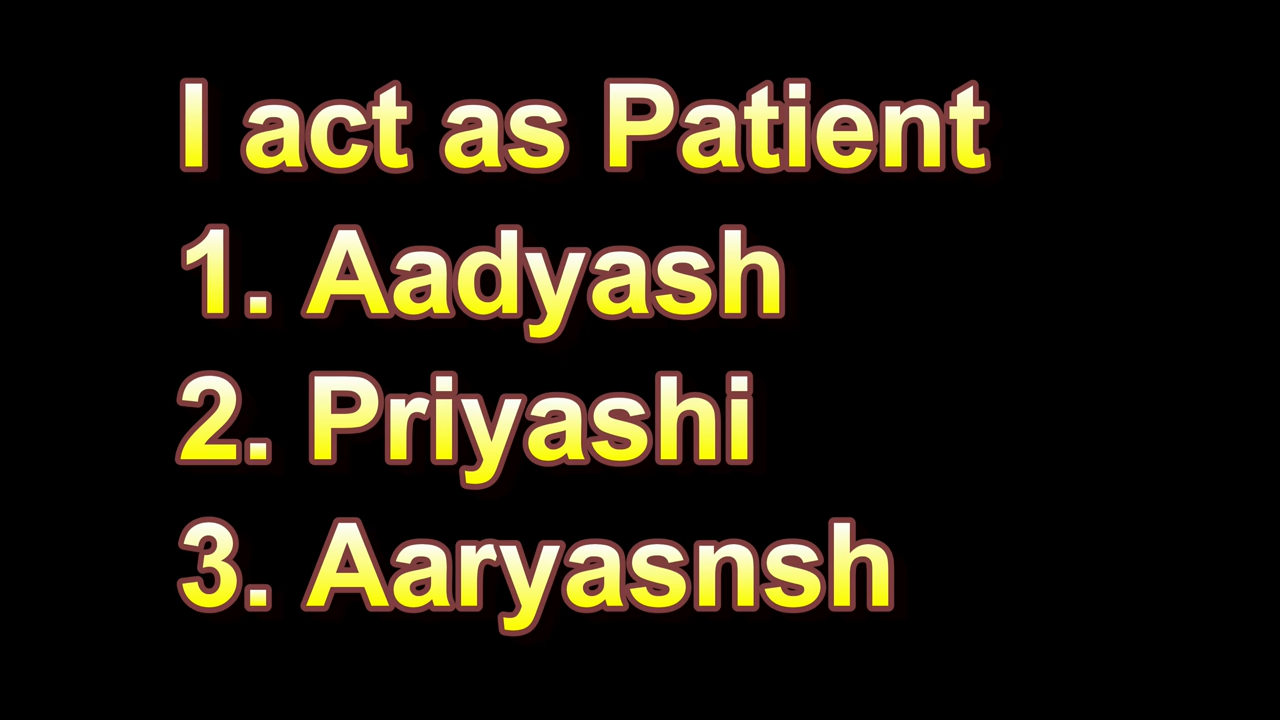 I act as Patient
1. Aadyash
2. Priyashi
3. Aaryasnsh